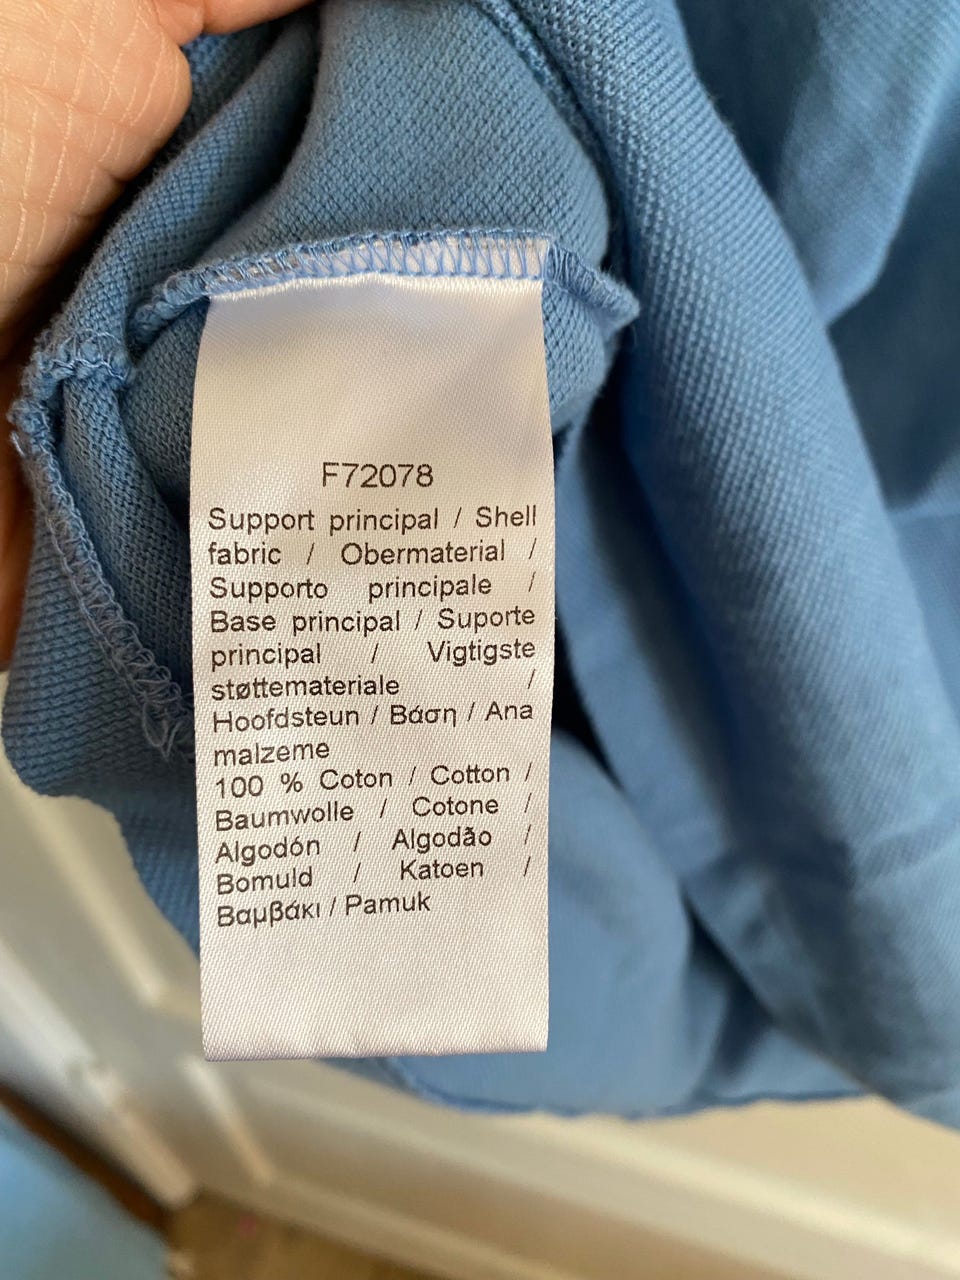 F72078
Support principal / Shell
fabric / Obermaterial /
Supporto principale /
Base principal / Suporte
principal / Vigtigste
støttemateriale /
Hoofdsteun / Βάση / Ana
malzeme
100 % Coton / Cotton /
Baumwolle / Cotone /
Algodón / Algodão /
Bomuld / Katoen /
Βαμβάκι / Pamuk